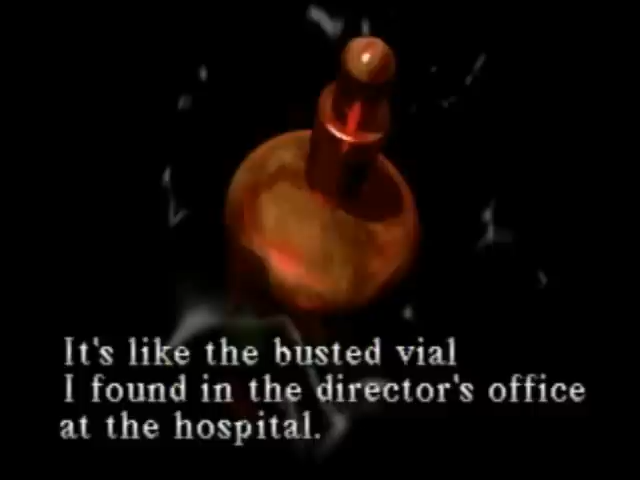 It's like the busted vial
I found in the director's office
at the hospital.